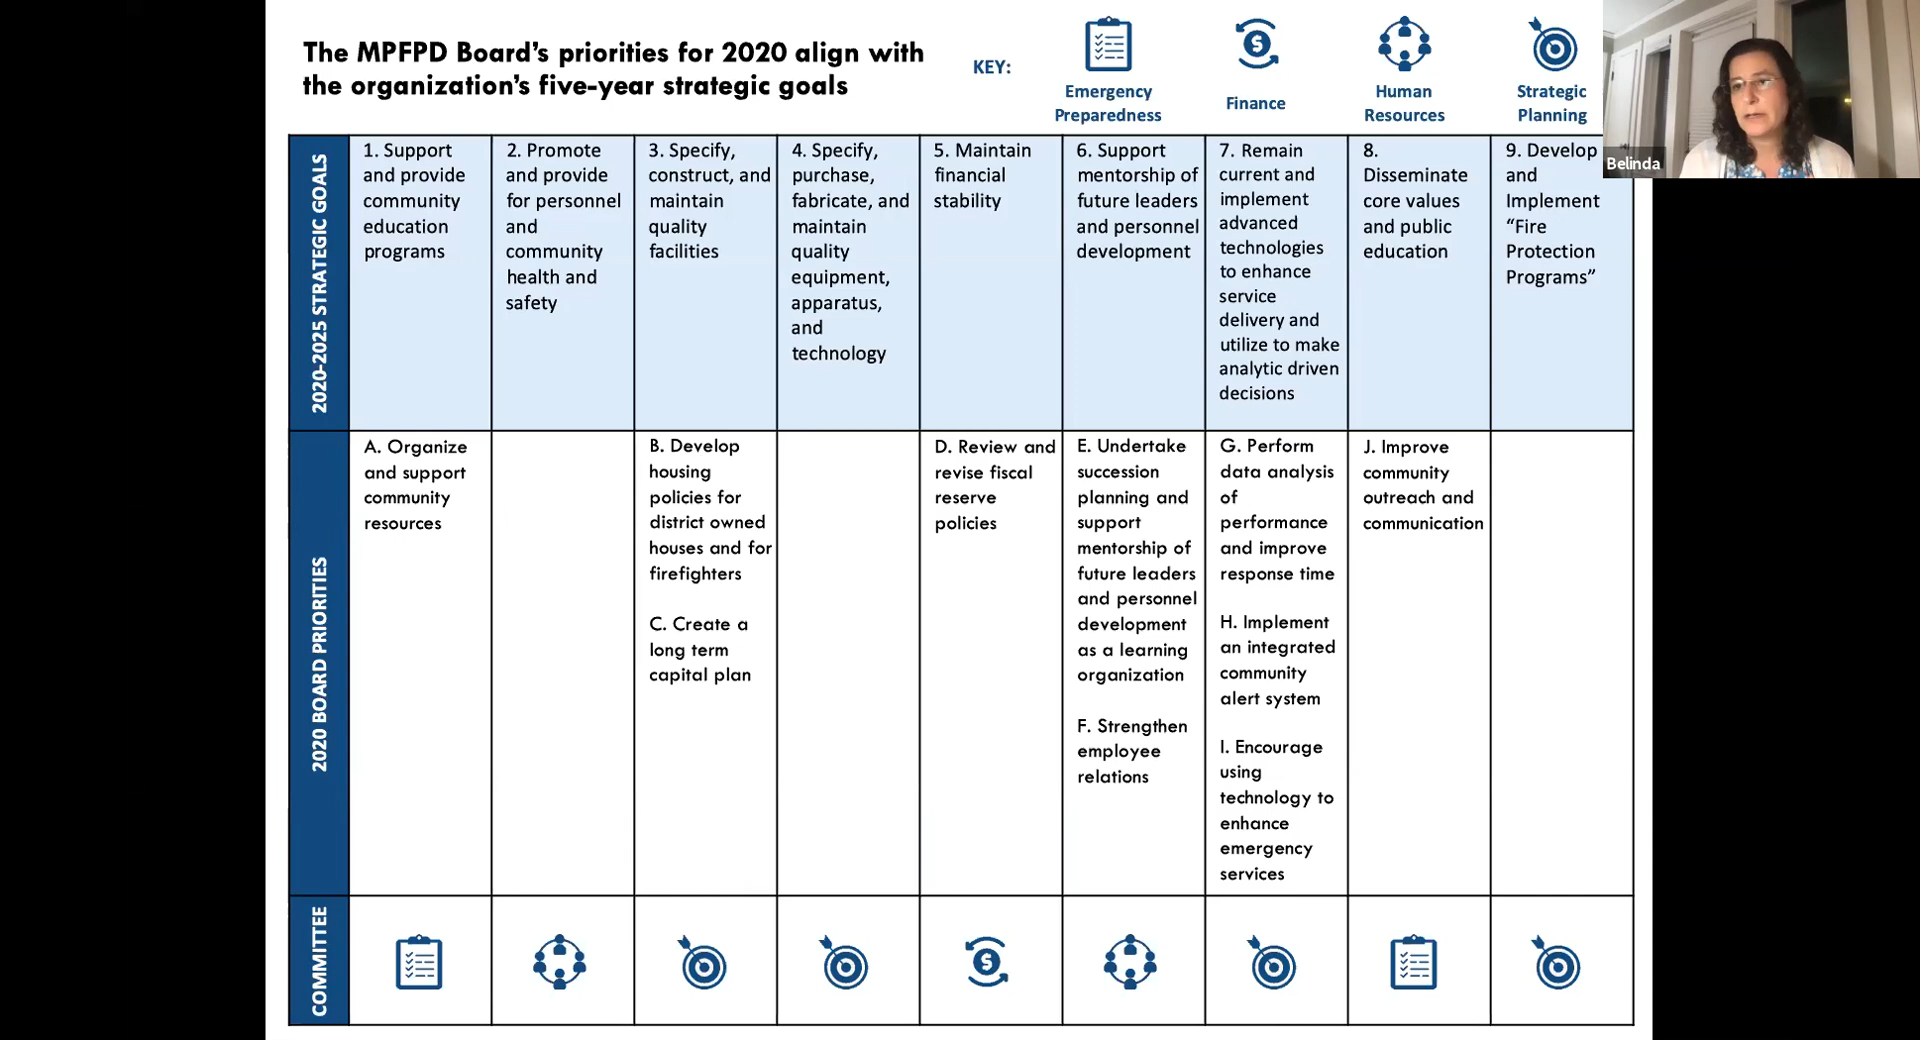 The MPFPD Board's priorities for 2020 align with
the organization's five-year strategic goals
KEY:
Emergency
Preparedness
Finance
Human
Resources
Strategic
Planning
Belinda
2020-2025 STRATEGIC GOALS
1. Support
and provide
community
education
programs
2. Promote
and provide
for personnel
and
community
health and
safety
3. Specify,
construct, and
maintain
quality
facilities
4. Specify,
purchase,
fabricate, and
maintain
quality
equipment,
apparatus,
and
technology
5. Maintain
financial
stability
6. Support
mentorship of
future leaders
and personnel
development
7. Remain
current and
implement
advanced
technologies
to enhance
service
delivery and
utilize to make
analytic driven
decisions
8.
Disseminate
core values
and public
education
9. Develop
and
Implement
“Fire
Protection
Programs”
2020 BOARD PRIORITIES
A. Organize
and support
community
resources
B. Develop
housing
policies for
district owned
houses and for
firefighters
C. Create a
long term
capital plan
D. Review and
revise fiscal
reserve
policies
E. Undertake
succession
planning and
support
mentorship of
future leaders
and personnel
development
as a learning
organization
F. Strengthen
employee
relations
G. Perform
data analysis
of
performance
and improve
response time
H. Implement
an integrated
community
alert system
I. Encourage
using
technology to
enhance
emergency
services
J. Improve
community
outreach and
communication
COMMITTEE